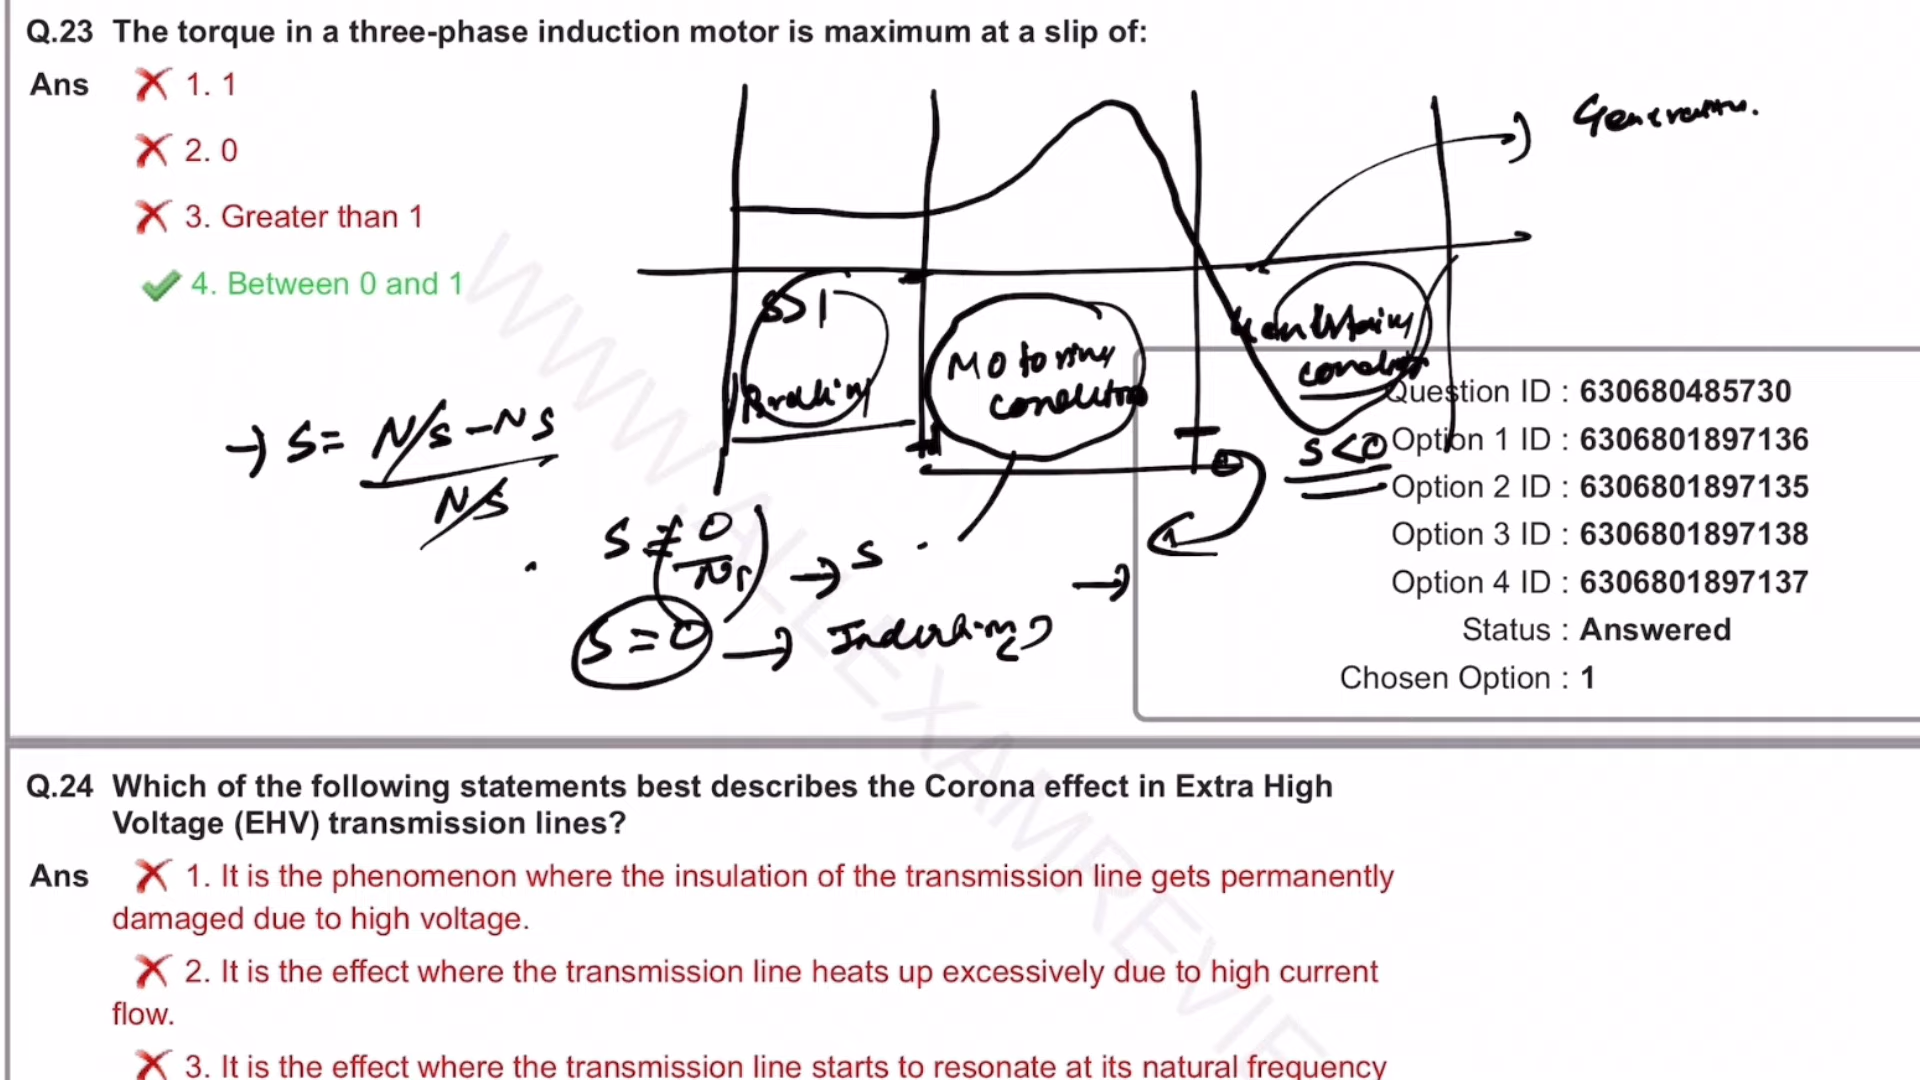 Q.23 The torque in a three-phase induction motor is maximum at a slip of:
Ans 1. 1
2. 0
3. Greater than 1
4. Between 0 and 1
Generator.
S>1
Braking
Motoring
condition
condition
S<0
→ S= N/s - Ns
N/s
S ≠ 0
Ns
→ S
S=0 →
Question ID : 630680485730
Option 1 ID : 6306801897136
Option 2 ID : 6306801897135
Option 3 ID : 6306801897138
Option 4 ID : 6306801897137
Status : Answered
Chosen Option : 1
WWW.ALLEXAMREVIE
Q.24 Which of the following statements best describes the Corona effect in Extra High
Voltage (EHV) transmission lines?
Ans 1. It is the phenomenon where the insulation of the transmission line gets permanently
damaged due to high voltage.
2. It is the effect where the transmission line heats up excessively due to high current
flow.
3. It is the effect where the transmission line starts to resonate at its natural frequency